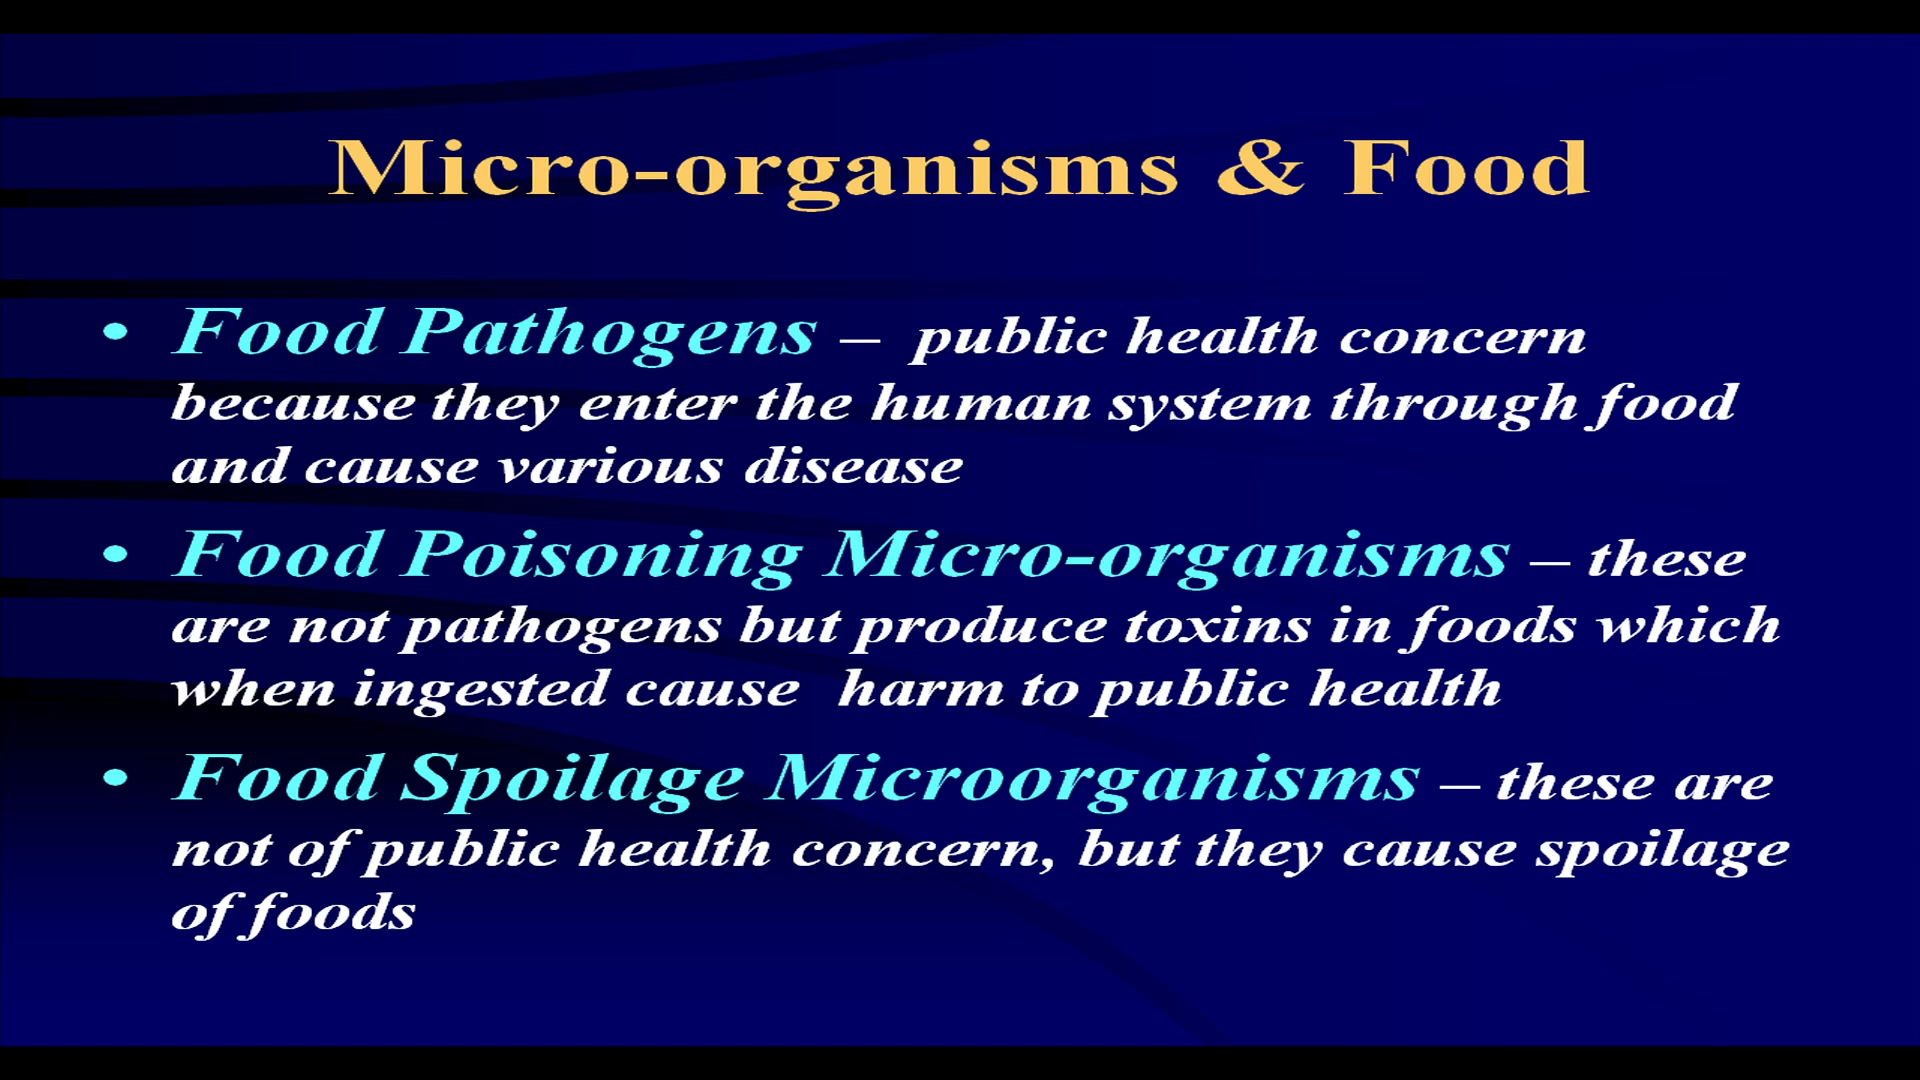 Micro-organisms & Food
• Food Pathogens – public health concern
because they enter the human system through food
and cause various disease
• Food Poisoning Micro-organisms – these
are not pathogens but produce toxins in foods which
when ingested cause harm to public health
• Food Spoilage Microorganisms – these are
not of public health concern, but they cause spoilage
of foods